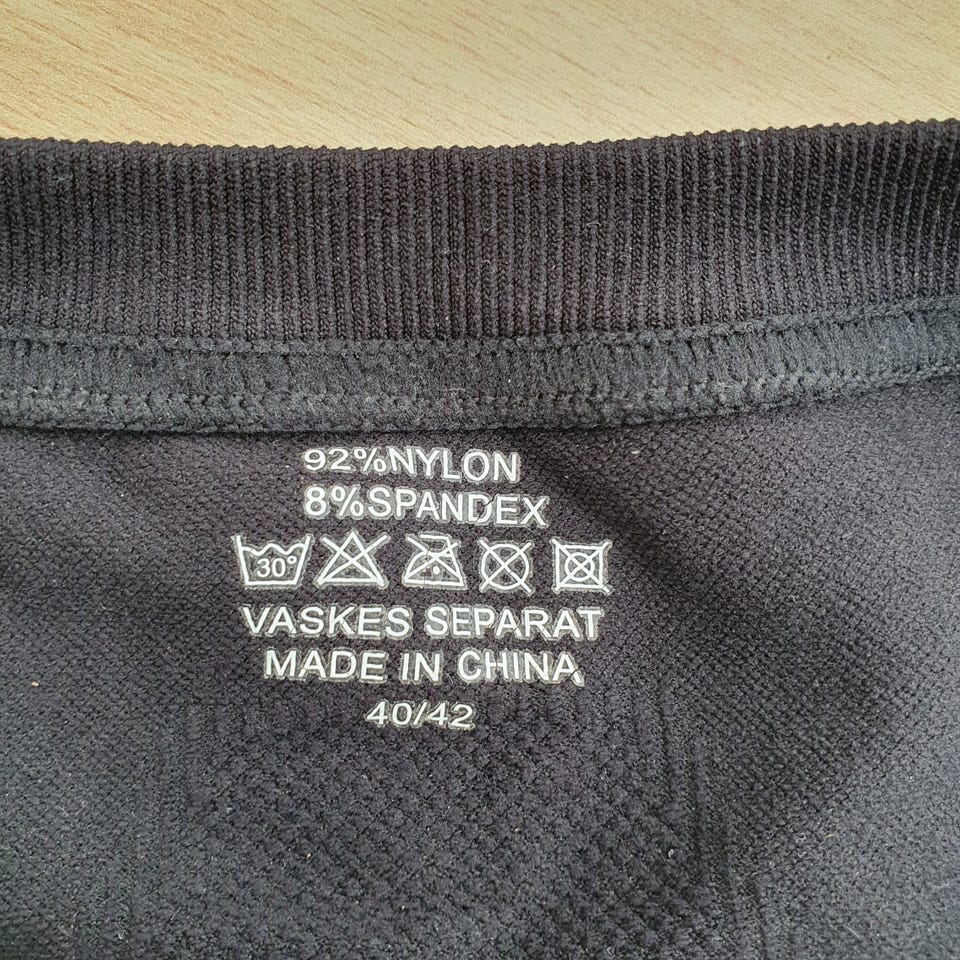 92%NYLON
8%SPANDEX
30°
VASKES SEPARAT
MADE IN CHINA
40/42